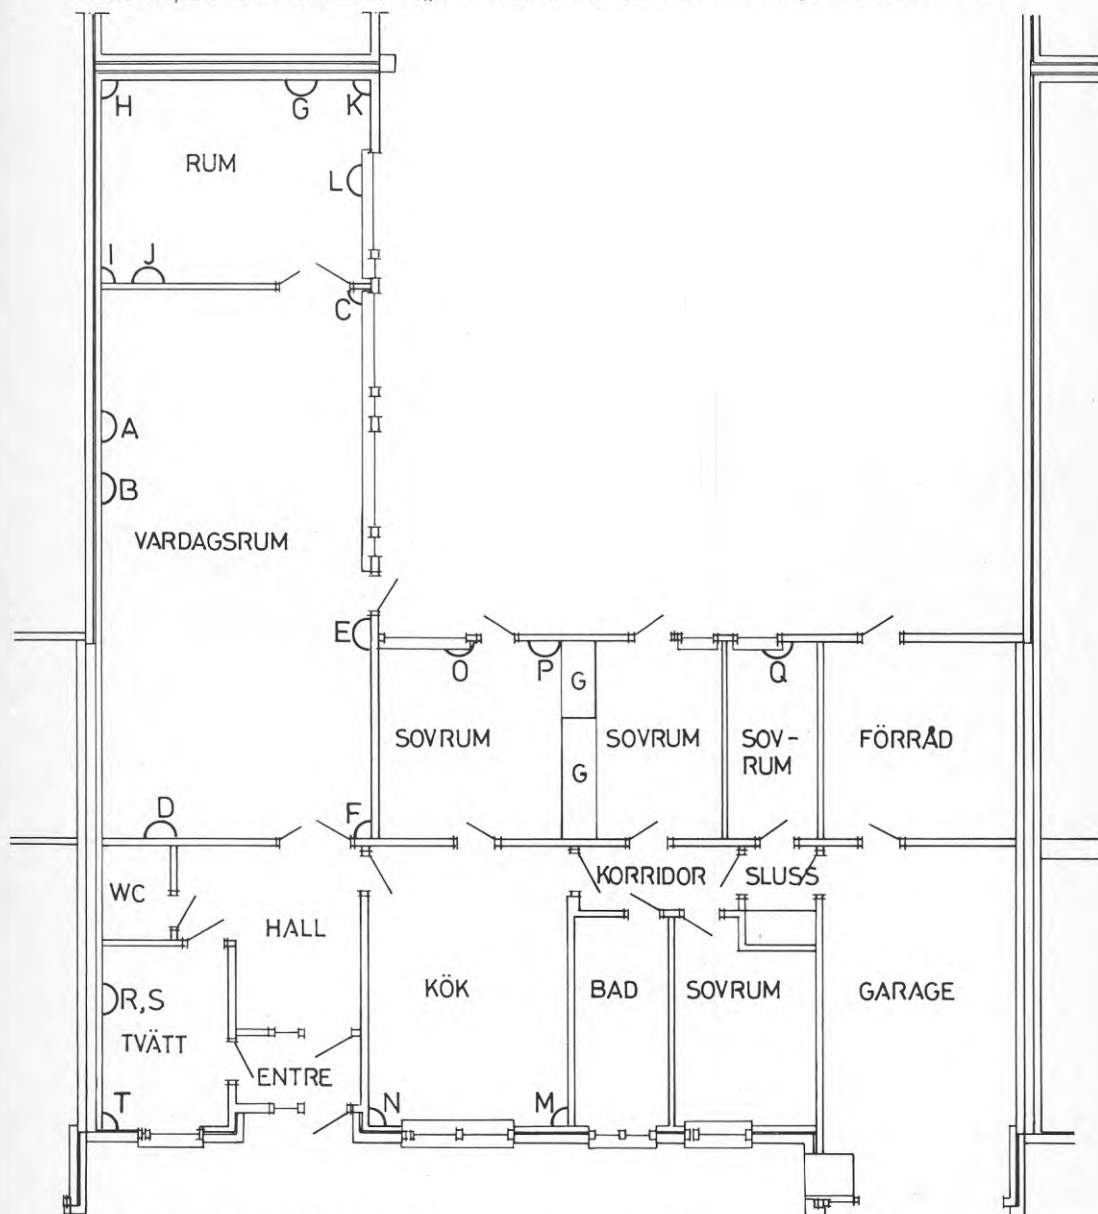 H G K
RUM
L
I J
C
A
B
VARDAGSRUM
E
O P G Q
SOVRUM SOVRUM SOV-
RUM FÖRRÅD
G
D F
WC KORRIDOR SLUSS
HALL
R,S KÖK BAD SOVRUM GARAGE
TVÄTT
ENTRE
T N M